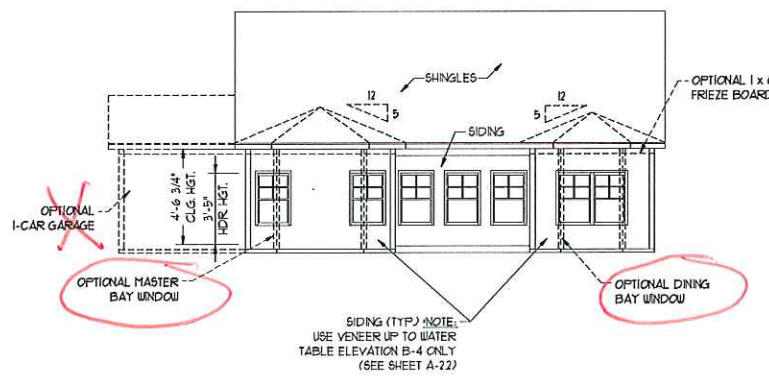 12
5
SHINGLES
12
5
OPTIONAL 1 x
FRIEZE BOARD
SIDING
4'-6 3/4"
CLG. HGT.
3'-5"
HDR. HGT.
OPTIONAL
1-CAR GARAGE
OPTIONAL MASTER
BAY WINDOW
OPTIONAL DINING
BAY WINDOW
SIDING (TYP.) NOTE:
USE VENEER UP TO WATER
TABLE ELEVATION B-4 ONLY
(SEE SHEET A-2.2)